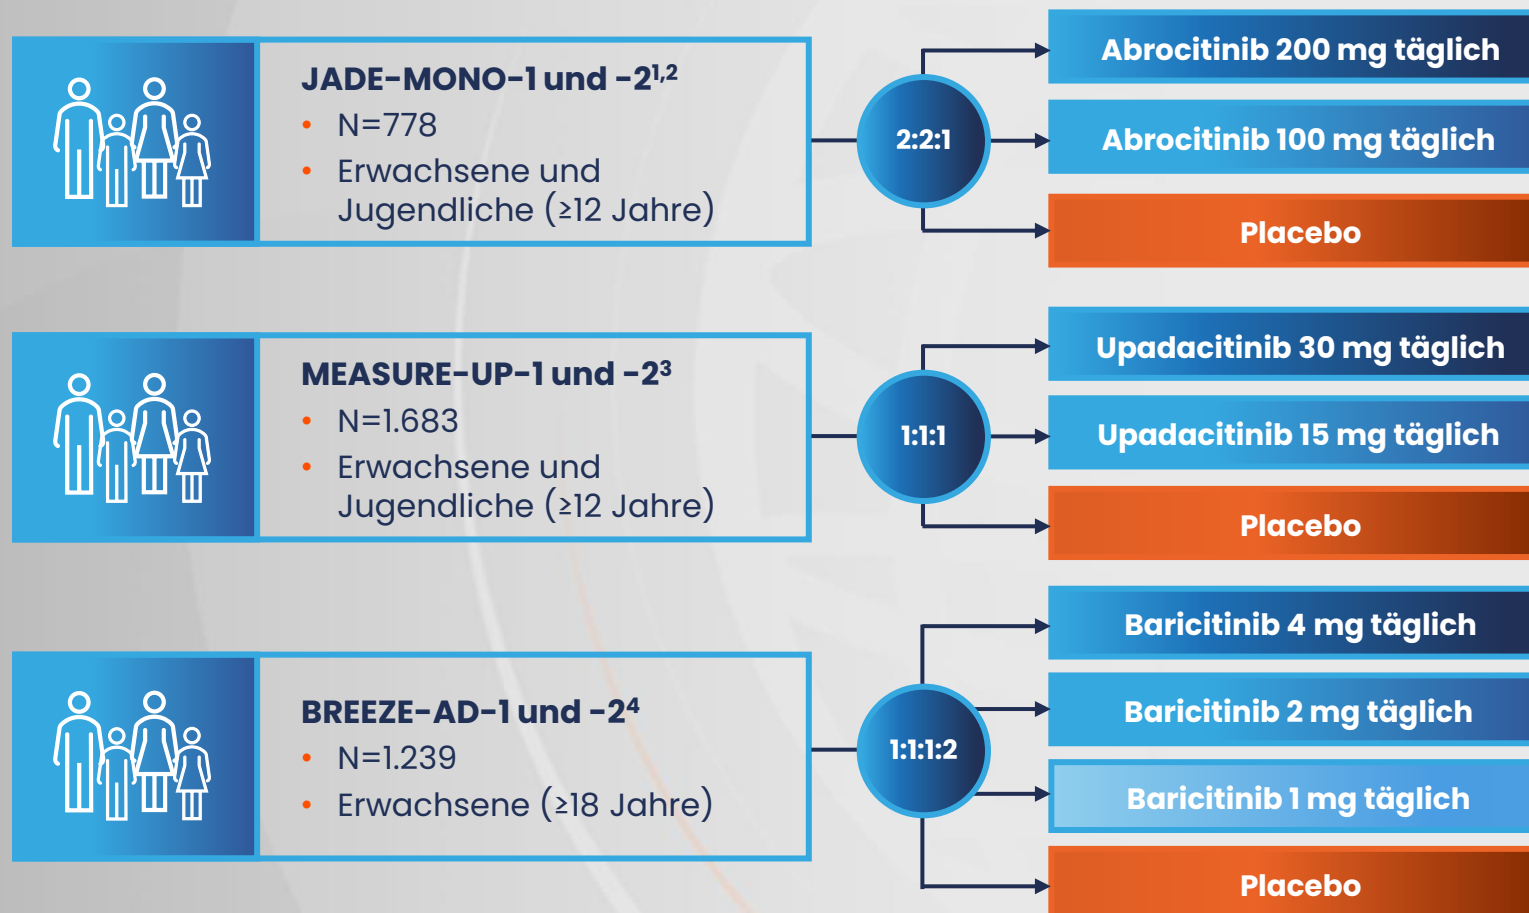 JADE-MONO-1 und -2¹,²
• N=778
• Erwachsene und
Jugendliche (≥12 Jahre)
2:2:1
Abrocitinib 200 mg täglich
Abrocitinib 100 mg täglich
Placebo
MEASURE-UP-1 und -2³
• N=1.683
• Erwachsene und
Jugendliche (≥12 Jahre)
1:1:1
Upadacitinib 30 mg täglich
Upadacitinib 15 mg täglich
Placebo
BREEZE-AD-1 und -2⁴
• N=1.239
• Erwachsene (≥18 Jahre)
1:1:1:2
Baricitinib 4 mg täglich
Baricitinib 2 mg täglich
Baricitinib 1 mg täglich
Placebo